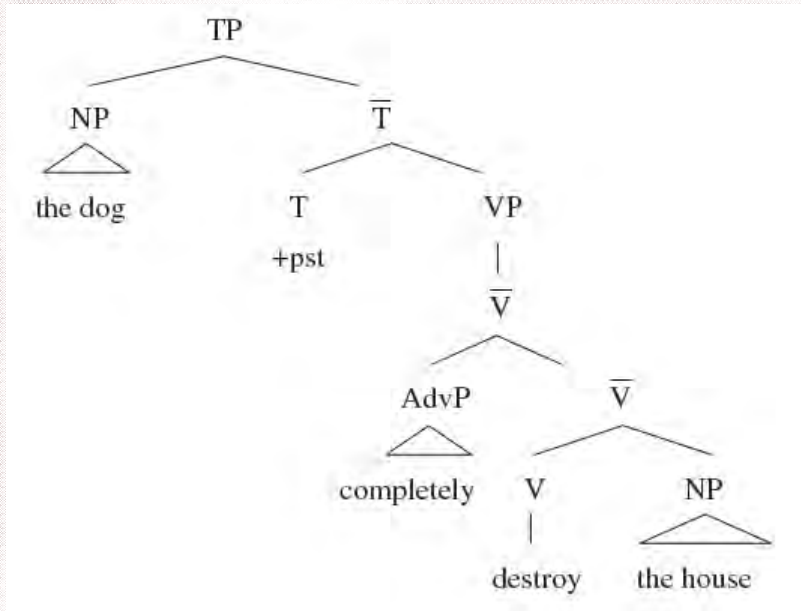 TP
NP T̅
the dog T VP
+pst
V̅
AdvP V̅
completely V NP
destroy the house